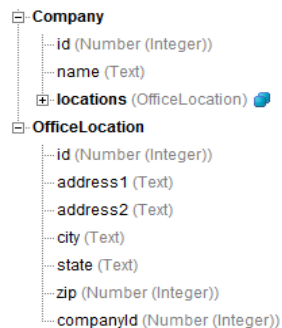 Company
id (Number (Integer))
name (Text)
locations (OfficeLocation)
OfficeLocation
id (Number (Integer))
address1 (Text)
address2 (Text)
city (Text)
state (Text)
zip (Number (Integer))
companyId (Number (Integer))